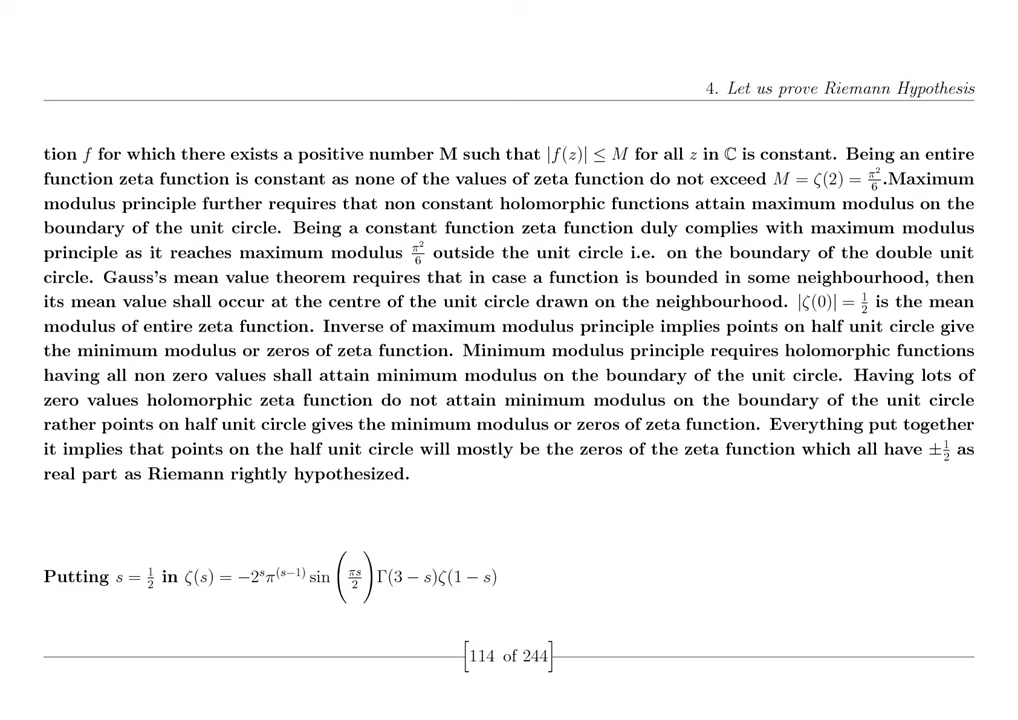 4. Let us prove Riemann Hypothesis
tion f for which there exists a positive number M such that |f(z)| ≤ M for all z in ℂ is constant. Being an entire
function zeta function is constant as none of the values of zeta function do not exceed M = ζ(2) = π²/6.Maximum
modulus principle further requires that non constant holomorphic functions attain maximum modulus on the
boundary of the unit circle. Being a constant function zeta function duly complies with maximum modulus
principle as it reaches maximum modulus π²/6 outside the unit circle i.e. on the boundary of the double unit
circle. Gauss's mean value theorem requires that in case a function is bounded in some neighbourhood, then
its mean value shall occur at the centre of the unit circle drawn on the neighbourhood. |ζ(0)| = 1/2 is the mean
modulus of entire zeta function. Inverse of maximum modulus principle implies points on half unit circle give
the minimum modulus or zeros of zeta function. Minimum modulus principle requires holomorphic functions
having all non zero values shall attain minimum modulus on the boundary of the unit circle. Having lots of
zero values holomorphic zeta function do not attain minimum modulus on the boundary of the unit circle
rather points on half unit circle gives the minimum modulus or zeros of zeta function. Everything put together
it implies that points on the half unit circle will mostly be the zeros of the zeta function which all have ±1/2 as
real part as Riemann rightly hypothesized.
Putting s = 1/2 in ζ(s) = −2^s π^(s−1) sin(πs/2)Γ(3 − s)ζ(1 − s)
[114 of 244]